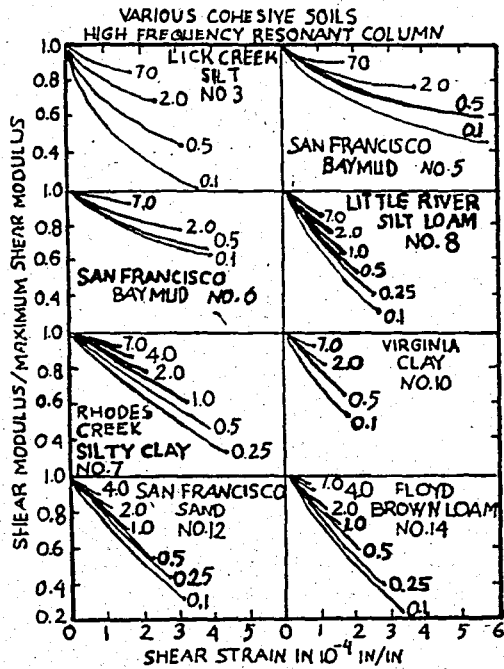 VARIOUS COHESIVE SOILS
HIGH FREQUENCY RESONANT COLUMN
SHEAR MODULUS/MAXIMUM SHEAR MODULUS
1.0
0.8
0.6
0.4
LICK CREEK
SILT
NO 3
7.0
2.0
0.5
0.1
7.0
2.0
0.5
0.1
SAN FRANCISCO
BAYMUD NO.5
1.0
0.8
0.6
0.4
7.0
2.0
0.5
0.1
SAN FRANCISCO
BAYMUD NO.6
LITTLE RIVER
SILT LOAM
NO. 8
7.0
2.0
1.0
0.5
0.25
0.1
1.0
0.8
0.6
0.4
7.0
4.0
2.0
1.0
0.5
0.25
RHODES
CREEK
SILTY CLAY
NO.7
7.0
2.0
0.5
0.1
VIRGINIA
CLAY
NO.10
1.0
0.8
0.6
0.4
0.2
4.0
2.0
1.0
0.5
0.25
0.1
SAN FRANCISCO
SAND
NO.12
7.0
4.0
2.0
1.0
0.5
0.25
0.1
FLOYD
BROWN LOAM
NO.14
0 1 2 3 4 5 0 1 2 3 4 5 6
SHEAR STRAIN IN 10-4 IN/IN